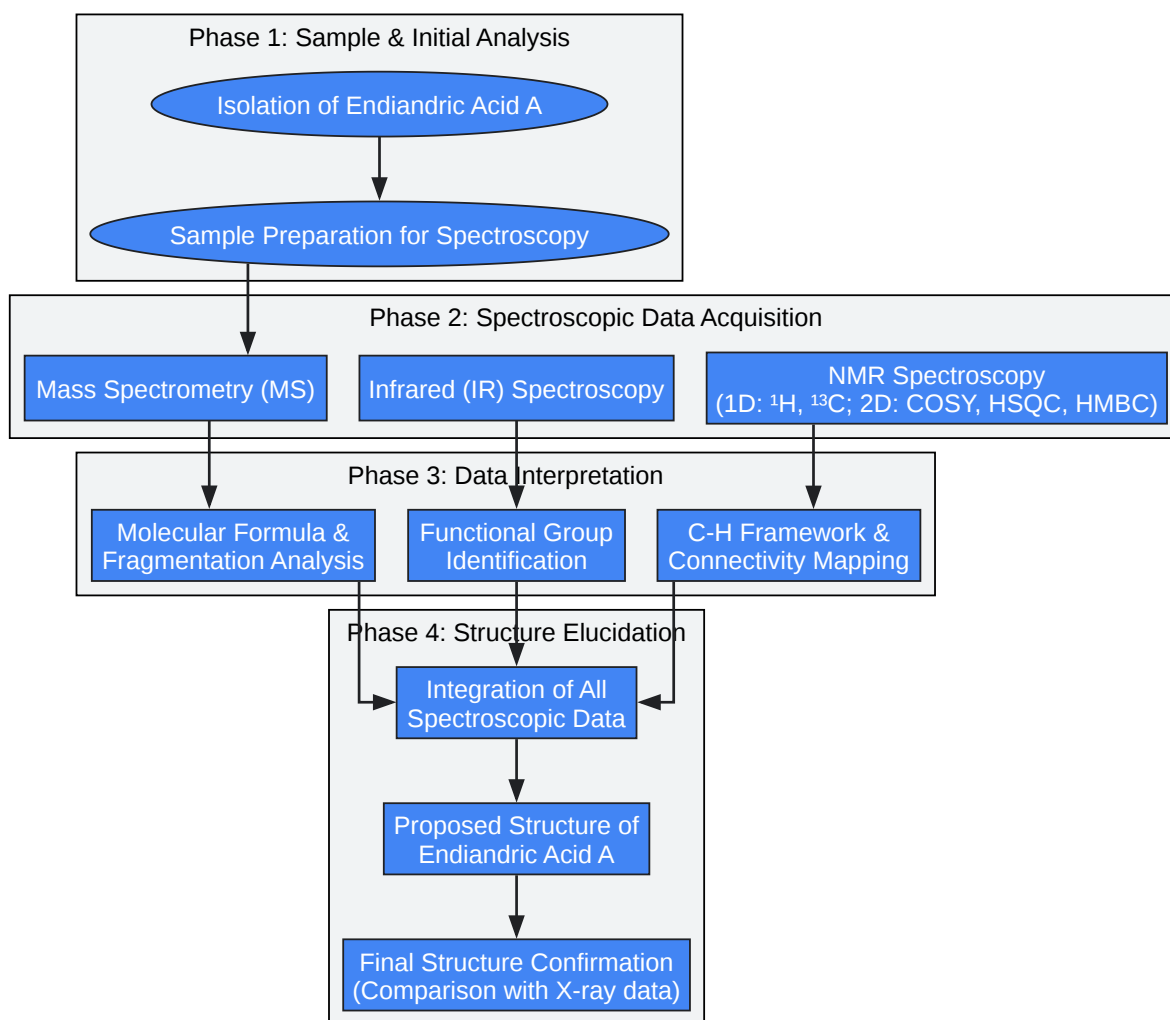 Phase 1: Sample & Initial Analysis
Isolation of Endiandric Acid A
Sample Preparation for Spectroscopy
Phase 2: Spectroscopic Data Acquisition
Mass Spectrometry (MS)
Infrared (IR) Spectroscopy
NMR Spectroscopy
(1D: ¹H, ¹³C; 2D: COSY, HSQC, HMBC)
Phase 3: Data Interpretation
Molecular Formula &
Fragmentation Analysis
Functional Group
Identification
C-H Framework &
Connectivity Mapping
Phase 4: Structure Elucidation
Integration of All
Spectroscopic Data
Proposed Structure of
Endiandric Acid A
Final Structure Confirmation
(Comparison with X-ray data)